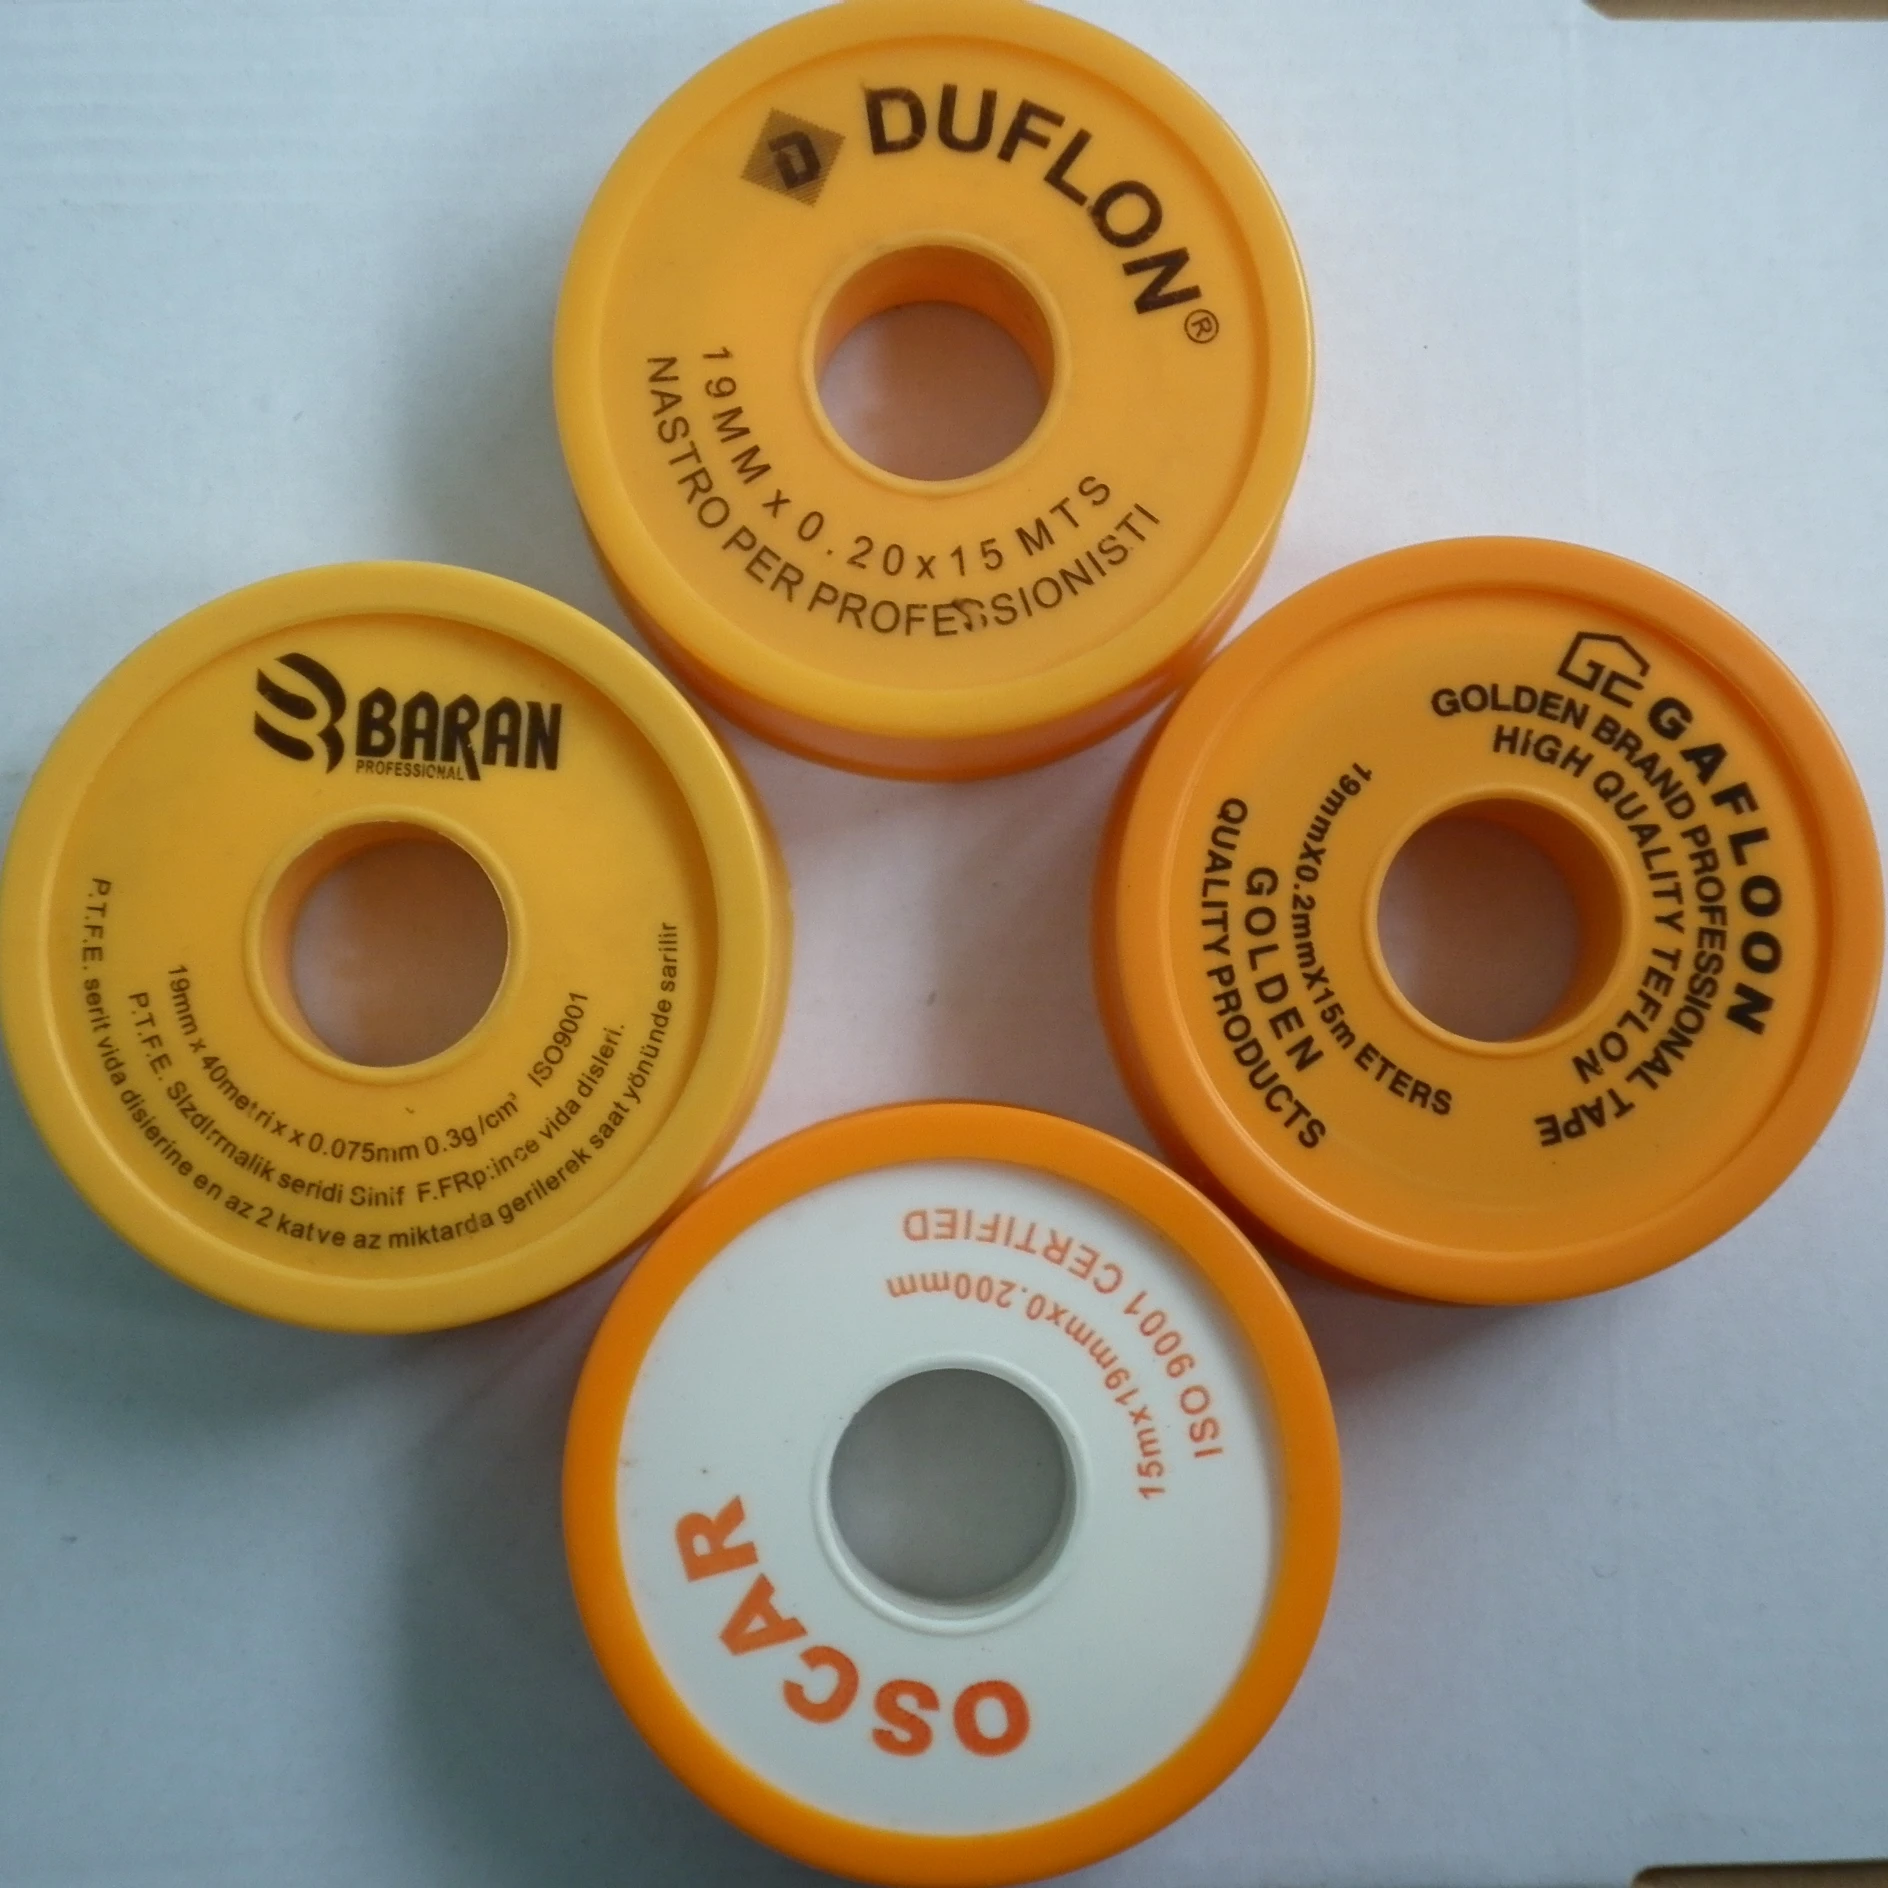 D DUFLON®
19MM x 0.20x15 MTS
NASTRO PER PROFESSIONISTI
BARAN
PROFESSIONAL
19mm x 40metrix x 0.075mm 0.3g/cm³ ISO9001
P.T.F.E. Sizdirmalik seridi Sinif F.FRp:ince vida disleri.
P.T.F.E. serit vida dislerine en az 2 kat ve az miktarda gerilerek saat yönünde sarilir
GAFLOON
GOLDEN BRAND PROFESSIONAL TAPE
HIGH QUALITY TEFLON
19mmX0.2mmX15m ETERS
GOLDEN
QUALITY PRODUCTS
OSCAR
15mx19mmx0.200mm
ISO 9001 CERTIFIED